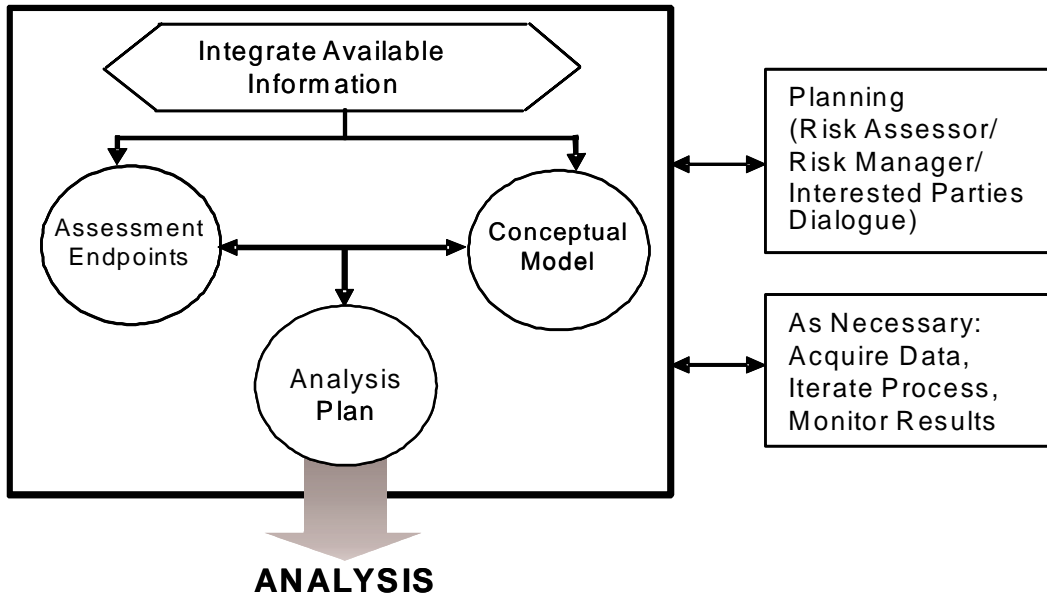 Integrate Available
Information
Assessment
Endpoints
Conceptual
Model
Analysis
Plan
ANALYSIS
Planning
(Risk Assessor/
Risk Manager/
Interested Parties
Dialogue)
As Necessary:
Acquire Data,
Iterate Process,
Monitor Results